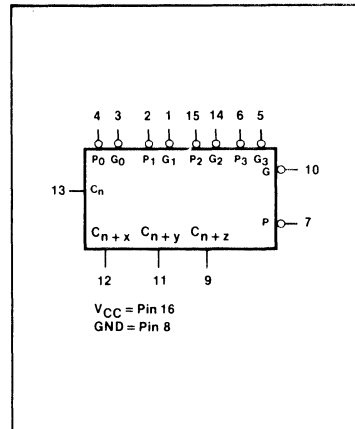 4 3 2 1 15 14 6 5
P0 G0 P1 G1 P2 G2 P3 G3
G 10
13 Cn
P 7
Cn+x Cn+y Cn+z
12 11 9
VCC = Pin 16
GND = Pin 8